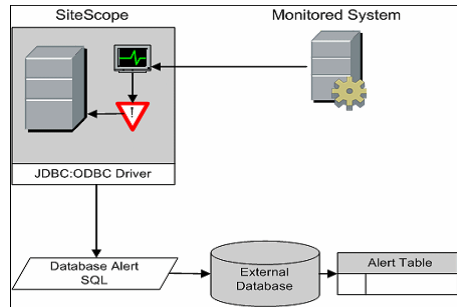 SiteScope
Monitored System
!
JDBC:ODBC Driver
Database Alert
SQL
External
Database
Alert Table